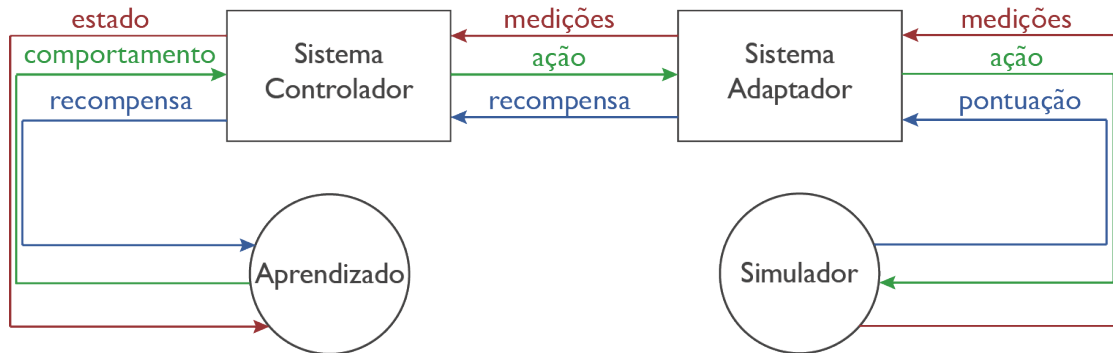 estado
comportamento
recompensa
Sistema
Controlador
medições
ação
recompensa
Sistema
Adaptador
medições
ação
pontuação
Aprendizado
Simulador